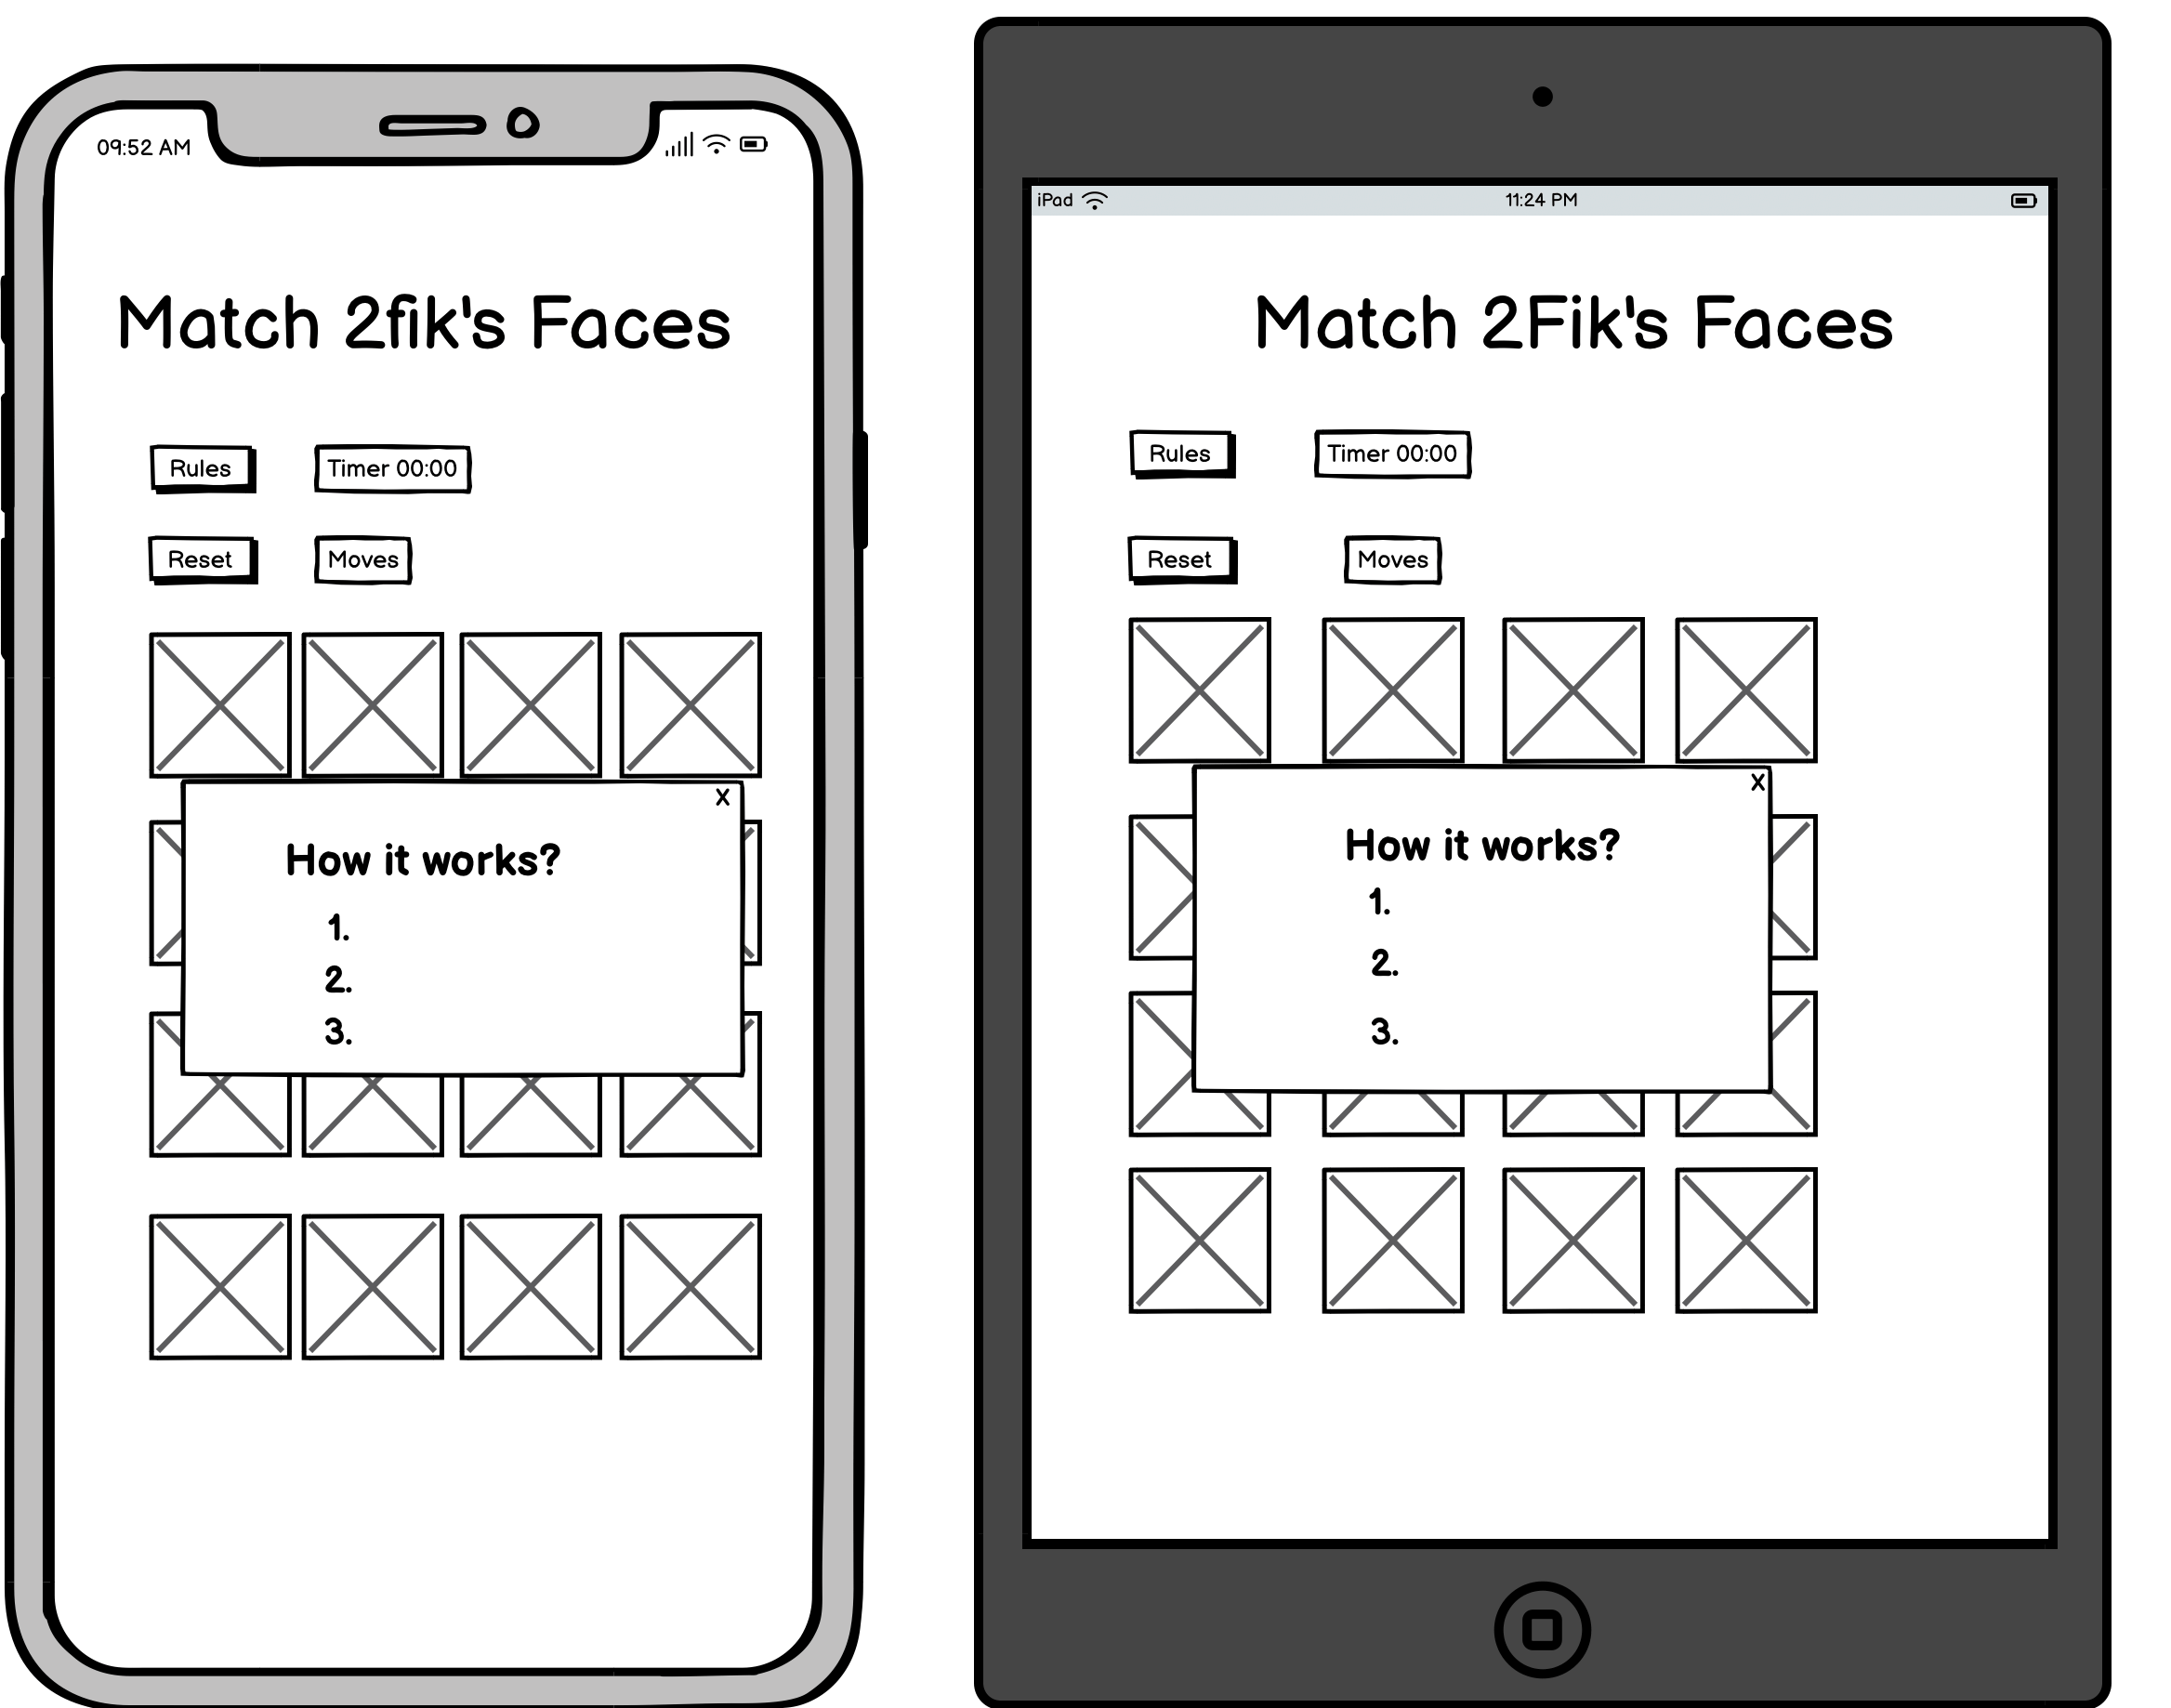 09:52 AM
Match 2fik's Faces
Rules
Timer 00:00
Reset
Moves
x
How it works?
1.
2.
3.
iPad
11:24 PM
Match 2Fik's Faces
Rules
Timer 00:00
Reset
Moves
x
How it works?
1.
2.
3.